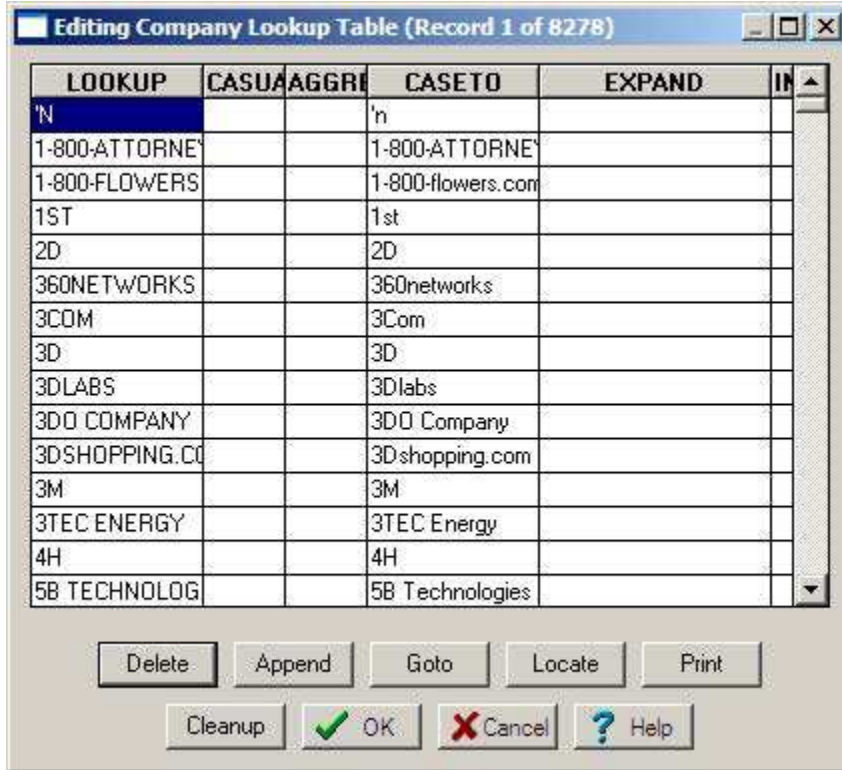 Editing Company Lookup Table (Record 1 of 8278)
LOOKUP CASUA AGGRE CASETO EXPAND IN
'N 'n
1-800-ATTORNEY 1-800-ATTORNEY
1-800-FLOWERS 1-800-flowers.com
1ST 1st
2D 2D
360NETWORKS 360networks
3COM 3Com
3D 3D
3DLABS 3Dlabs
3DO COMPANY 3DO Company
3DSHOPPING.CO 3Dshopping.com
3M 3M
3TEC ENERGY 3TEC Energy
4H 4H
5B TECHNOLOG 5B Technologies
Delete Append Goto Locate Print
Cleanup OK Cancel Help